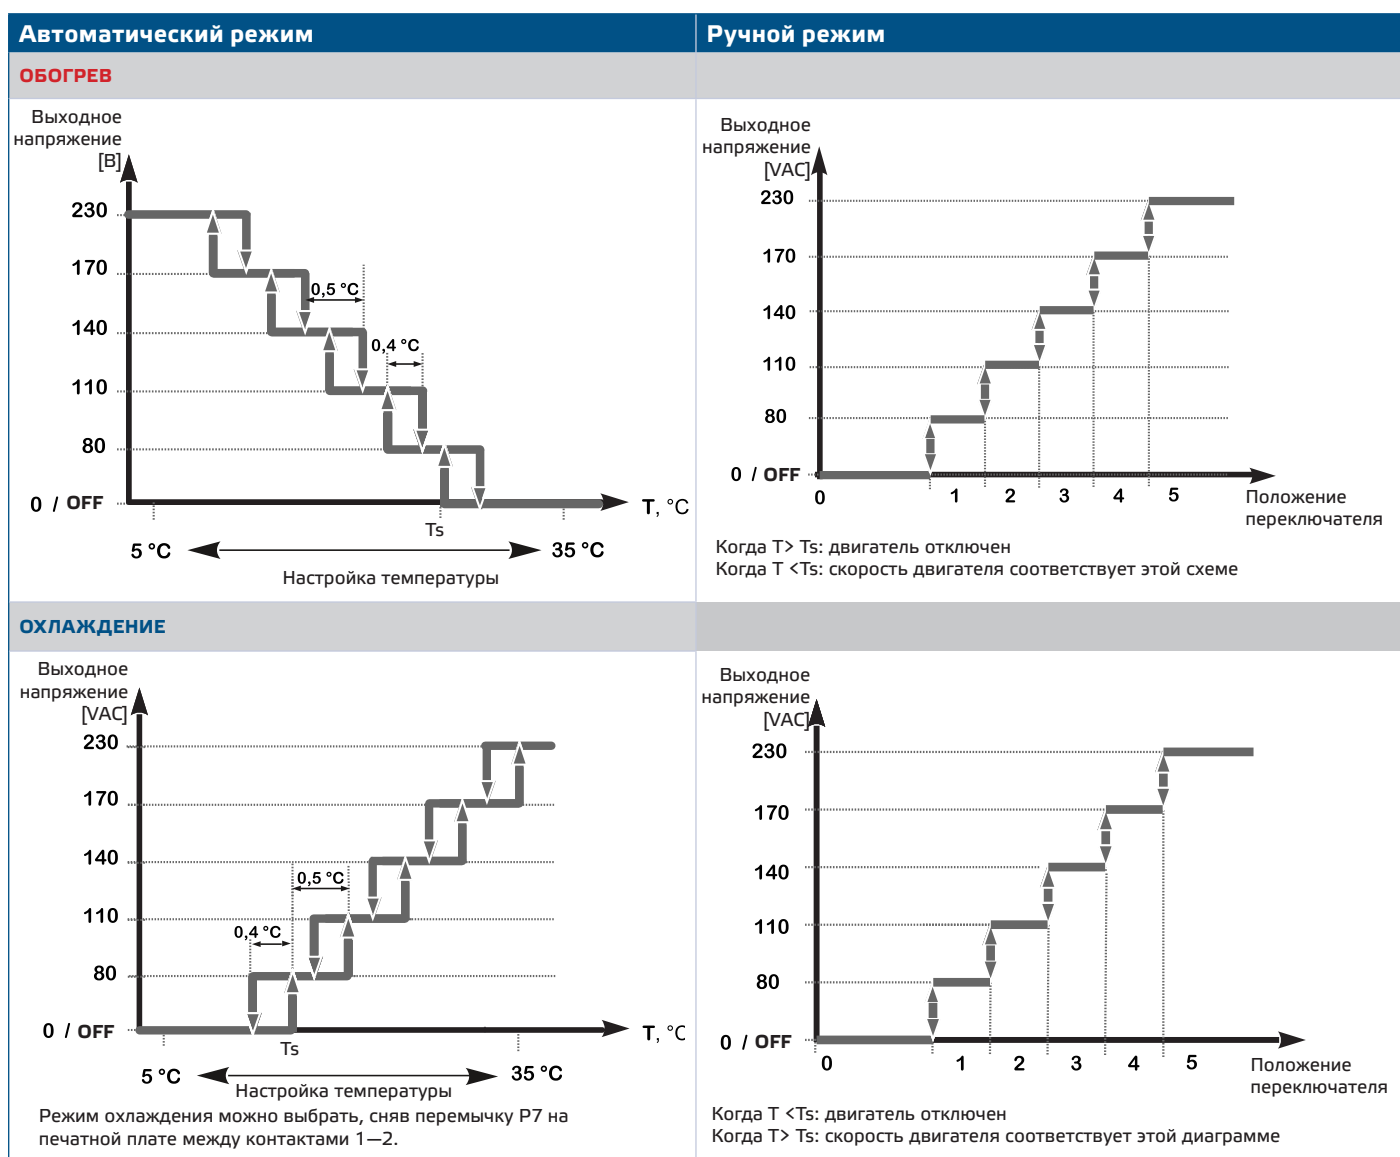 Автоматический режим
Ручной режим
ОБОГРЕВ
Выходное
напряжение
[В]
230
170
140
110
80
0 / OFF
0,5 °C
0,4 °C
Ts
T, °C
5 °C
35 °C
Настройка температуры
Выходное
напряжение
[VAC]
230
170
140
110
80
0 / OFF
0
1
2
3
4
5
Положение
переключателя
Когда T> Ts: двигатель отключен
Когда T <Ts: скорость двигателя соответствует этой схеме
ОХЛАЖДЕНИЕ
Выходное
напряжение
[VAC]
230
170
140
110
80
0 / OFF
0,5 °C
0,4 °C
Ts
T, °C
5 °C
35 °C
Настройка температуры
Режим охлаждения можно выбрать, сняв перемычку P7 на
печатной плате между контактами 1—2.
Выходное
напряжение
[VAC]
230
170
140
110
80
0 / OFF
0
1
2
3
4
5
Положение
переключателя
Когда T <Ts: двигатель отключен
Когда T> Ts: скорость двигателя соответствует этой диаграмме